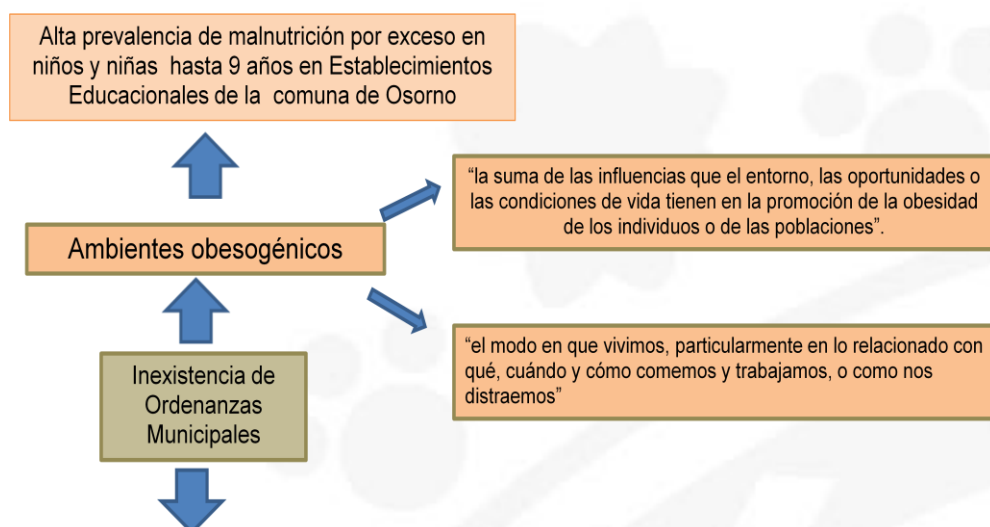 Alta prevalencia de malnutrición por exceso en
niños y niñas hasta 9 años en Establecimientos
Educacionales de la comuna de Osorno
“la suma de las influencias que el entorno, las oportunidades o
las condiciones de vida tienen en la promoción de la obesidad
de los individuos o de las poblaciones”.
Ambientes obesogénicos
“el modo en que vivimos, particularmente en lo relacionado con
qué, cuándo y cómo comemos y trabajamos, o como nos
distraemos”
Inexistencia de
Ordenanzas
Municipales